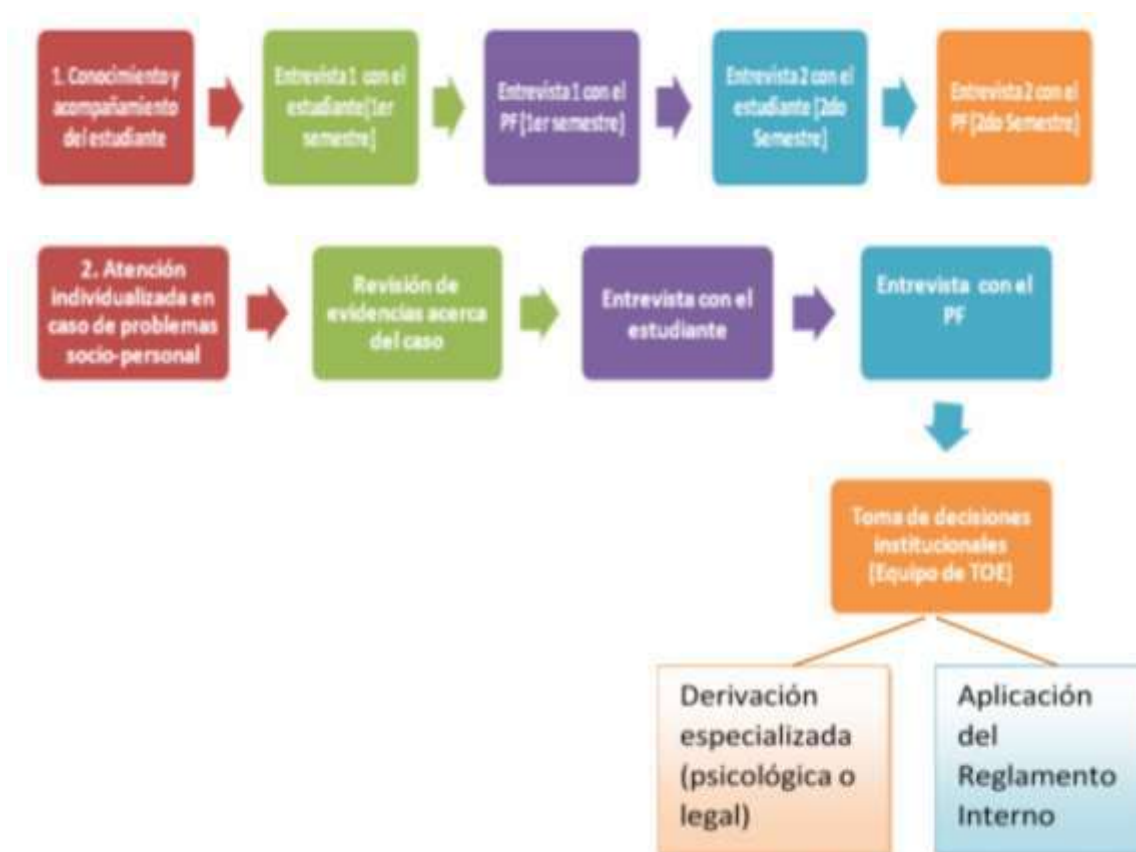 1. Conocimiento y
acompañamiento
del estudiante
Entrevista 1 con el
estudiante[1er
semestre]
Entrevista 1 con el
PF[1er semestre)
Entrevista 2 con el
estudiante [2do
Semestre]
Entrevista 2 con el
PF[2do Semestre]
2. Atención
individualizada en
caso de problemas
socio-personal
Revisión de
evidencias acerca
del caso
Entrevista con el
estudiante
Entrevista con el
PF
Toma de decisiones
institucionales
[Equipo de TOE]
Derivación
especializada
(psicológica o
legal)
Aplicación
del
Reglamento
Interno